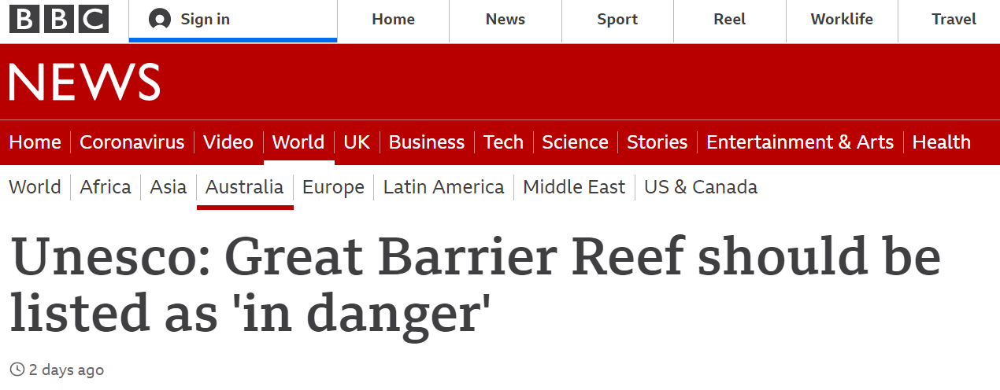 BBC Sign in Home News Sport Reel Worklife Travel
NEWS
Home Coronavirus Video World UK Business Tech Science Stories Entertainment & Arts Health
World Africa Asia Australia Europe Latin America Middle East US & Canada
Unesco: Great Barrier Reef should be
listed as 'in danger'
2 days ago